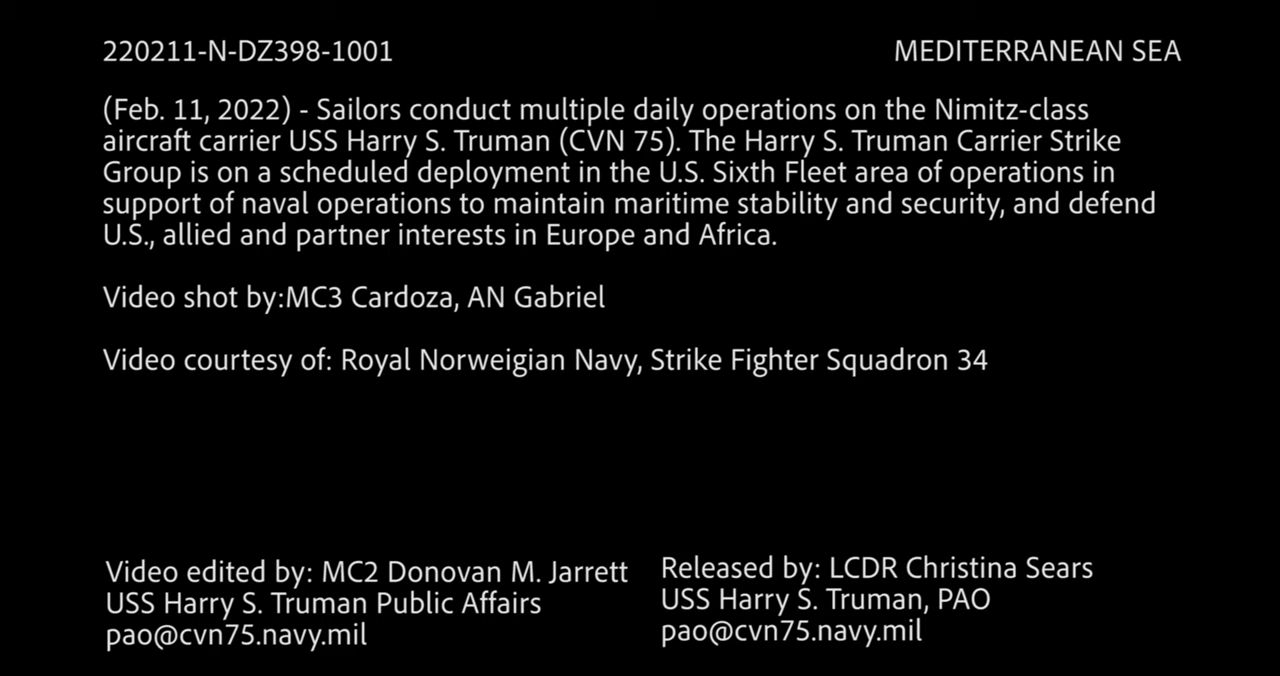 220211-N-DZ398-1001
MEDITERRANEAN SEA
(Feb. 11, 2022) - Sailors conduct multiple daily operations on the Nimitz-class
aircraft carrier USS Harry S. Truman (CVN 75). The Harry S. Truman Carrier Strike
Group is on a scheduled deployment in the U.S. Sixth Fleet area of operations in
support of naval operations to maintain maritime stability and security, and defend
U.S., allied and partner interests in Europe and Africa.
Video shot by:MC3 Cardoza, AN Gabriel
Video courtesy of: Royal Norweigian Navy, Strike Fighter Squadron 34
Video edited by: MC2 Donovan M. Jarrett
USS Harry S. Truman Public Affairs
pao@cvn75.navy.mil
Released by: LCDR Christina Sears
USS Harry S. Truman, PAO
pao@cvn75.navy.mil